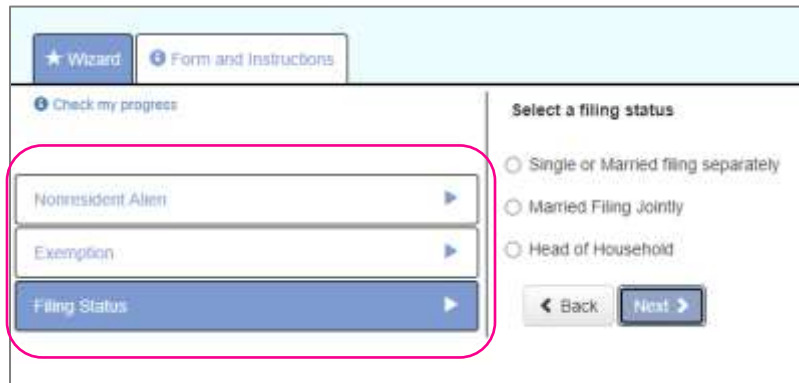 Wizard
Form and Instructions
Check my progress
Nonresident Alien
Exemption
Filing Status
Select a filing status
Single or Married filing separately
Married Filing Jointly
Head of Household
Back
Next